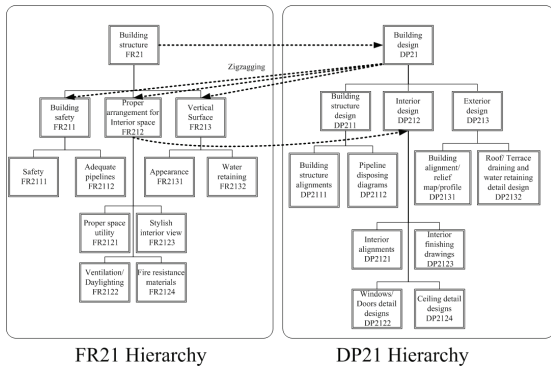 Building
structure
FR21
Zigzagging
Building
safety
FR211
Proper
arrangement for
Interior space
FR212
Vertical
Surface
FR213
Safety
FR2111
Adequate
pipelines
FR2112
Appearance
FR2131
Water
retaining
FR2132
Proper space
utility
FR2121
Stylish
interior view
FR2123
Ventilation/
Daylighting
FR2122
Fire resistance
materials
FR2124
FR21 Hierarchy
Building
design
DP21
Building
structure design
DP211
Interior
design
DP212
Exterior
design
DP213
Building
structure
alignments
DP2111
Pipeline
disposing
diagrams
DP2112
Building
alignment/
relief
map/profile
DP2131
Roof/ Terrace
draining and
water retaining
detail design
DP2132
Interior
alignments
DP2121
Interior
finishing
drawings
DP2123
Windows/
Doors detail
designs
DP2122
Ceiling detail
designs
DP2124
DP21 Hierarchy